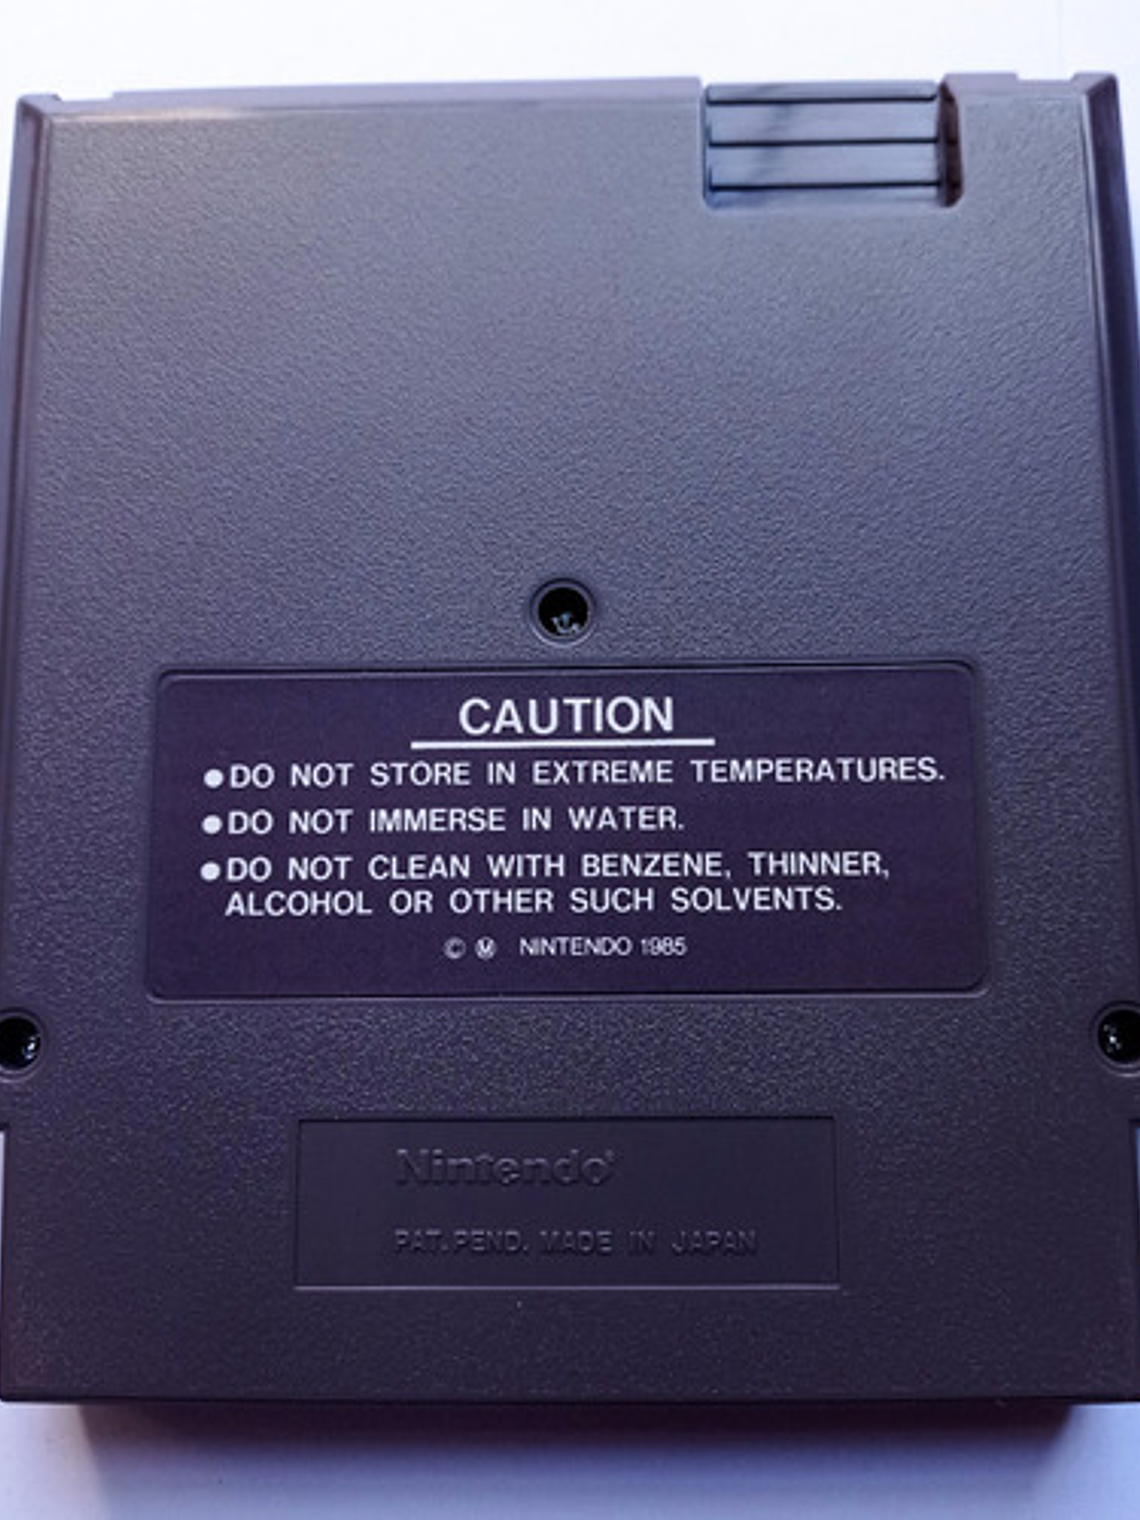 CAUTION
●DO NOT STORE IN EXTREME TEMPERATURES.
●DO NOT IMMERSE IN WATER.
●DO NOT CLEAN WITH BENZENE, THINNER,
ALCOHOL OR OTHER SUCH SOLVENTS.
© Ⓜ NINTENDO 1985
Nintendo®
PAT. PEND. MADE IN JAPAN